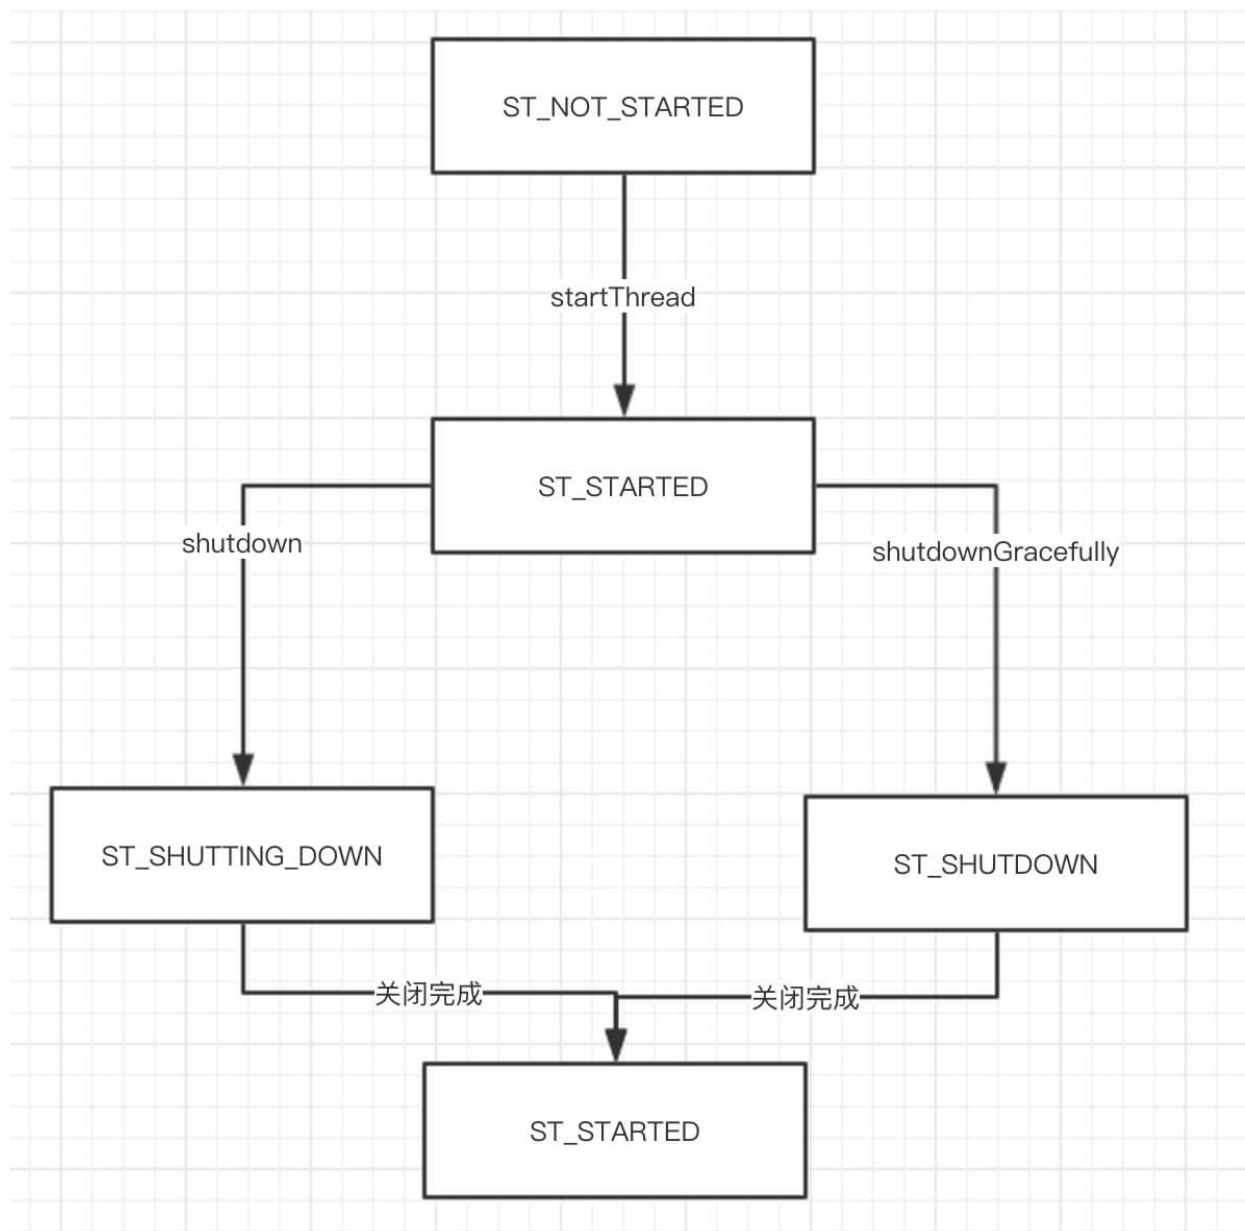 ST_NOT_STARTED
startThread
ST_STARTED
shutdown
shutdownGracefully
ST_SHUTTING_DOWN
ST_SHUTDOWN
关闭完成
关闭完成
ST_STARTED